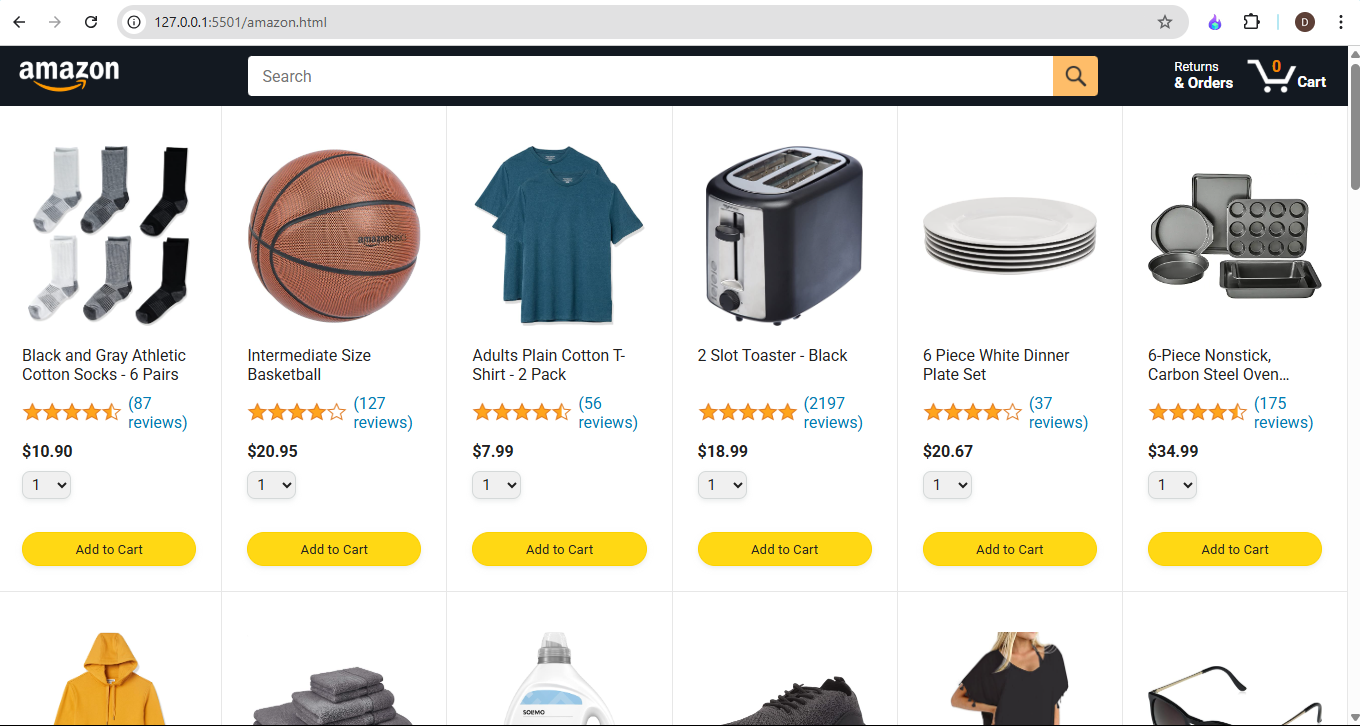 127.0.0.1:5501/amazon.html
D
amazon
Search
Returns
& Orders
0
Cart
amazonbasics
Black and Gray Athletic
Cotton Socks - 6 Pairs
(87
reviews)
$10.90
1
Add to Cart
Intermediate Size
Basketball
(127
reviews)
$20.95
1
Add to Cart
Adults Plain Cotton T-
Shirt - 2 Pack
(56
reviews)
$7.99
1
Add to Cart
2 Slot Toaster - Black
(2197
reviews)
$18.99
1
Add to Cart
6 Piece White Dinner
Plate Set
(37
reviews)
$20.67
1
Add to Cart
6-Piece Nonstick,
Carbon Steel Oven...
(175
reviews)
$34.99
1
Add to Cart
SOLIMO